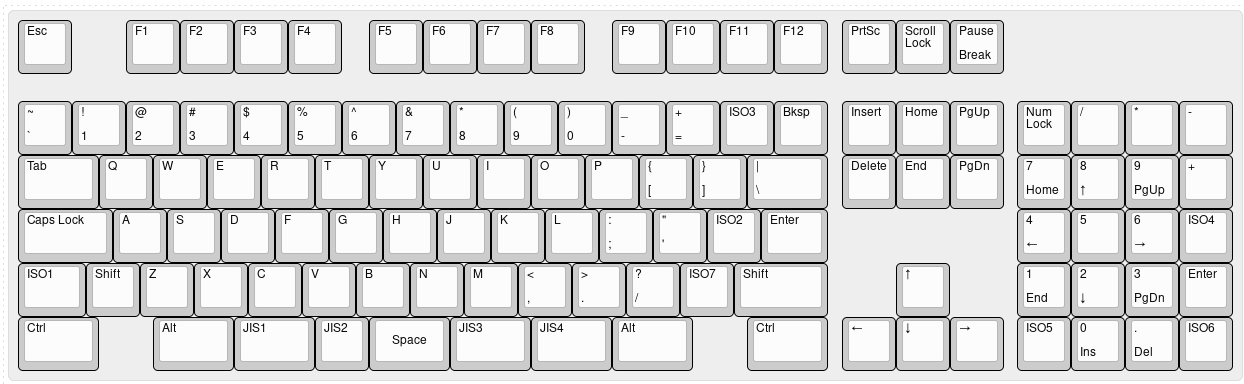 Esc F1 F2 F3 F4 F5 F6 F7 F8 F9 F10 F11 F12 PrtSc Scroll Pause
Lock
Break
~ ! @ # $ % ^ & * ( ) _ + ISO3 Bksp Insert Home PgUp Num / * -
Lock
` 1 2 3 4 5 6 7 8 9 0 - =
Tab Q W E R T Y U I O P { } | Delete End PgDn 7 8 9 +
[ ] \ Home ↑ PgUp
Caps Lock A S D F G H J K L : " ISO2 Enter 4 5 6 ISO4
; ' ← →
ISO1 Shift Z X C V B N M < > ? ISO7 Shift ↑ 1 2 3 Enter
, . / End ↓ PgDn
Ctrl Alt JIS1 JIS2 JIS3 JIS4 Alt Ctrl ← ↓ → ISO5 0 . ISO6
Space
Ins Del